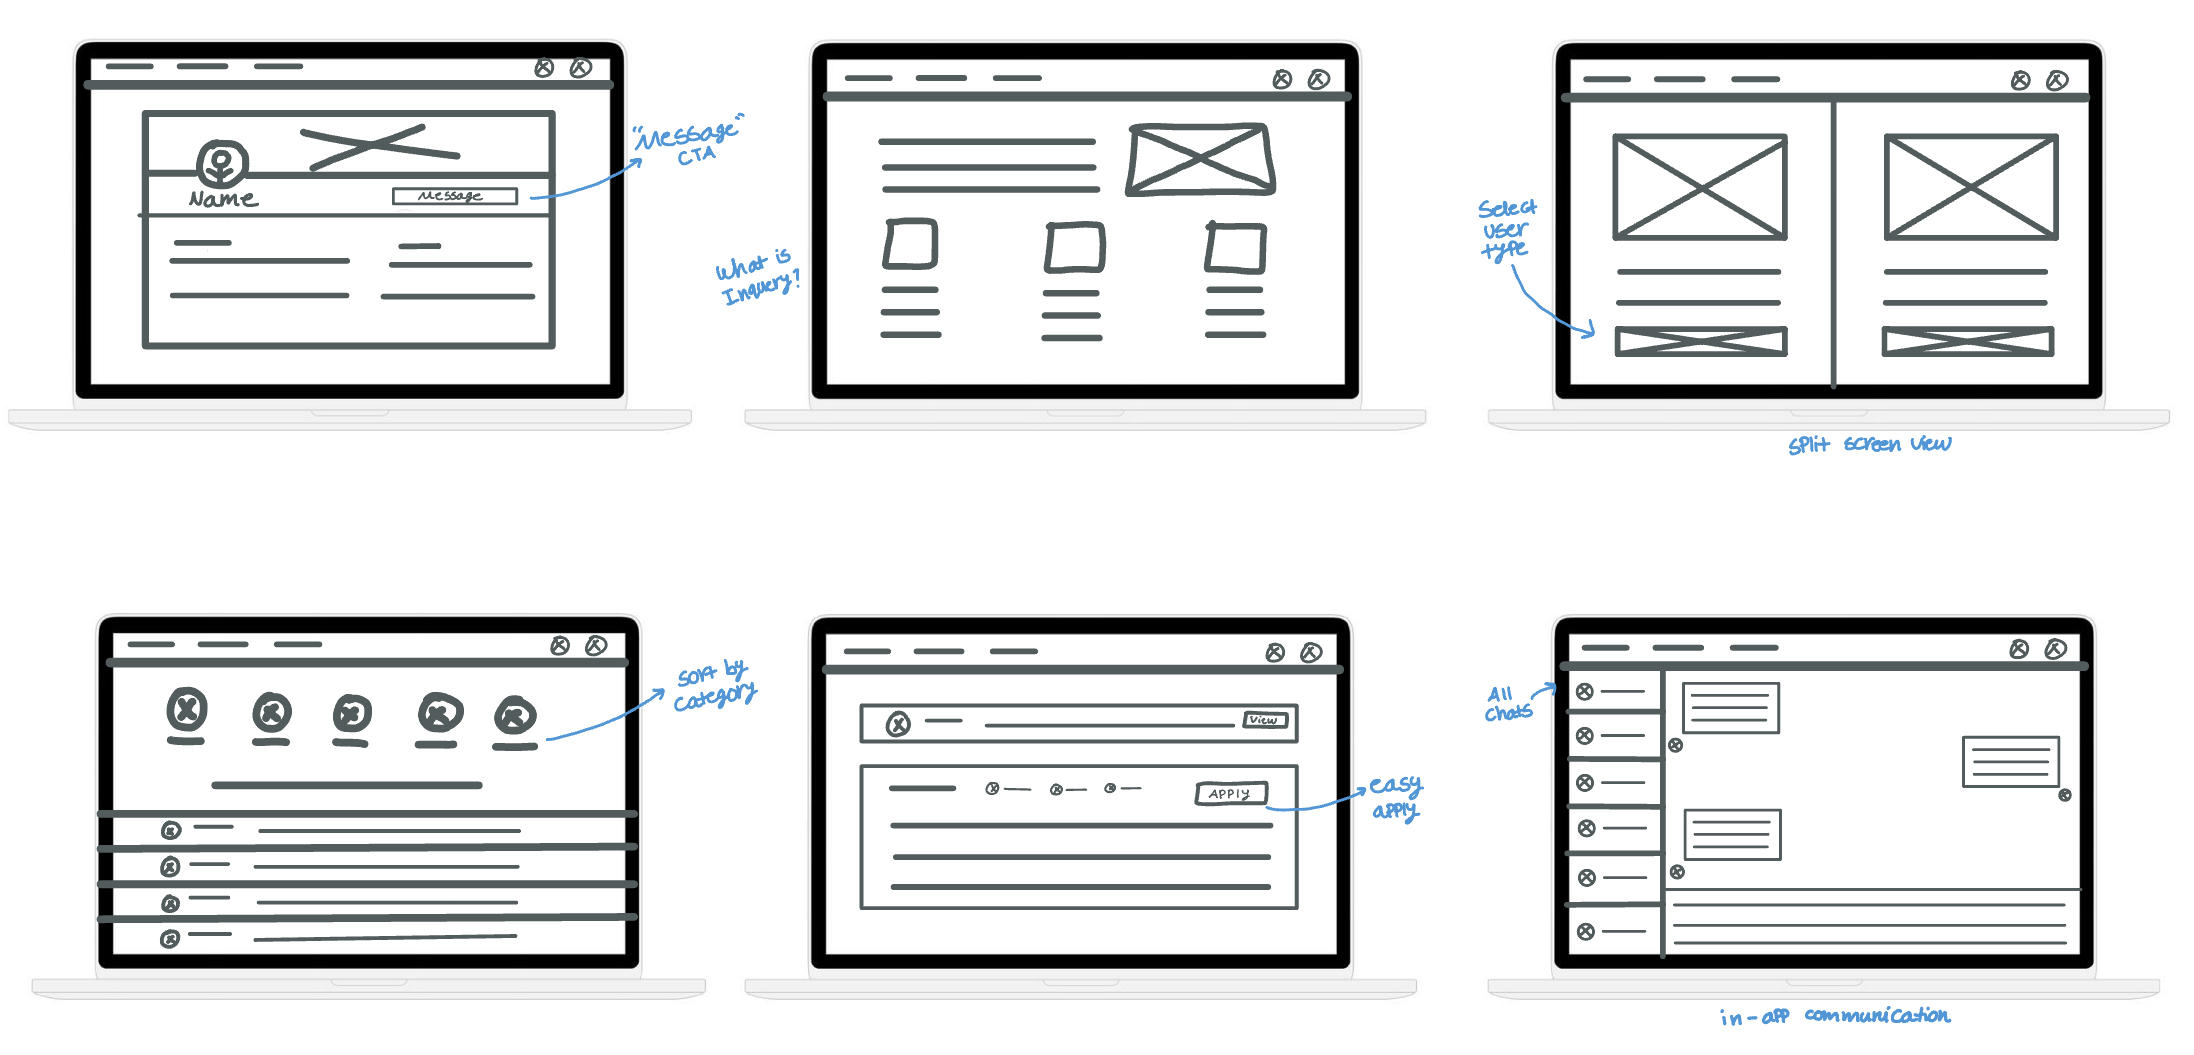 "Message"
CTA
Name
Message
What is
Inquery?
Select
user
type
split screen view
sort by
category
View
APPLY
easy
apply
All
chats
in-app communication